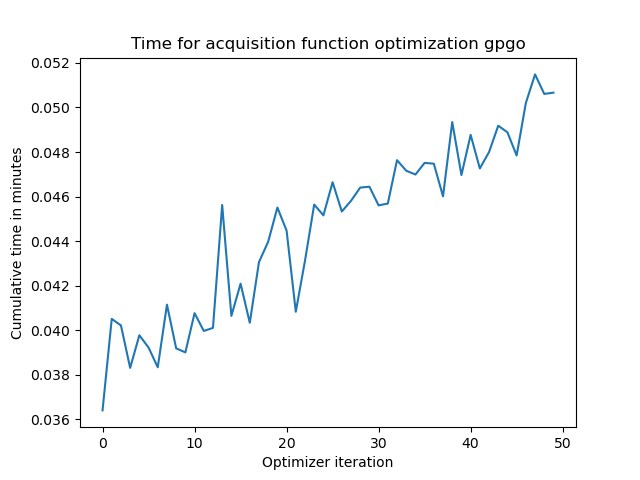 Time for acquisition function optimization gpgo
0.052
0.050
0.048
0.046
0.044
0.042
0.040
0.038
0.036
Cumulative time in minutes
0 10 20 30 40 50
Optimizer iteration